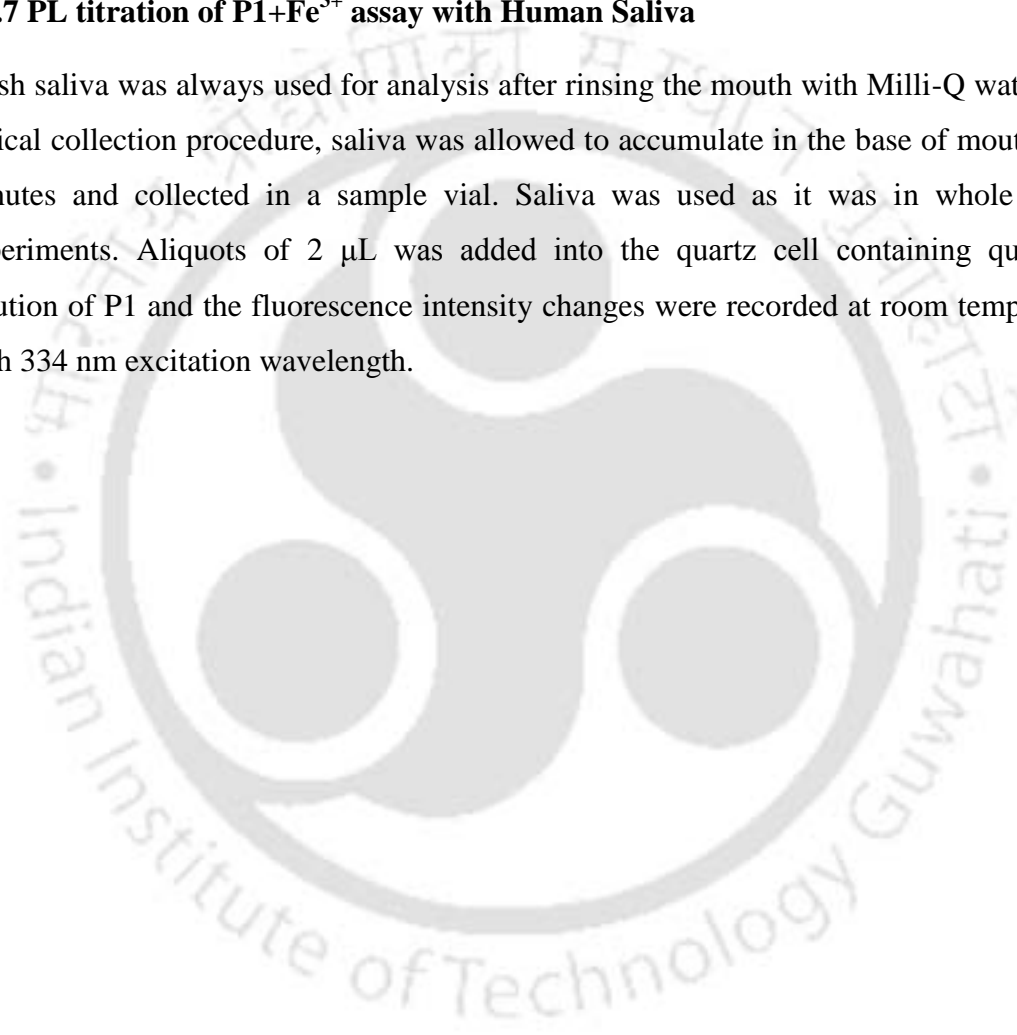 .7 PL titration of P1+Fe³⁺ assay with Human Saliva
sh saliva was always used for analysis after rinsing the mouth with Milli-Q wat
ical collection procedure, saliva was allowed to accumulate in the base of mout
nutes and collected in a sample vial. Saliva was used as it was in whole
periments. Aliquots of 2 μL was added into the quartz cell containing qu
ution of P1 and the fluorescence intensity changes were recorded at room temp
h 334 nm excitation wavelength.
Indian Institute of Technology Guwahati